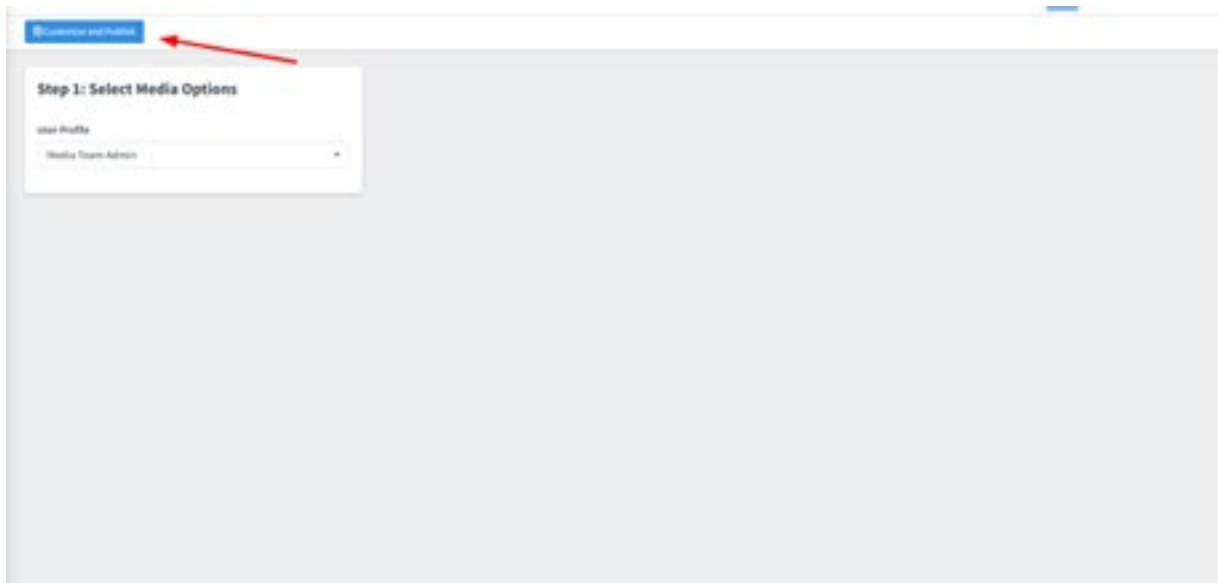 Customize and Publish
Step 1: Select Media Options
User Profile
Media Team Admin